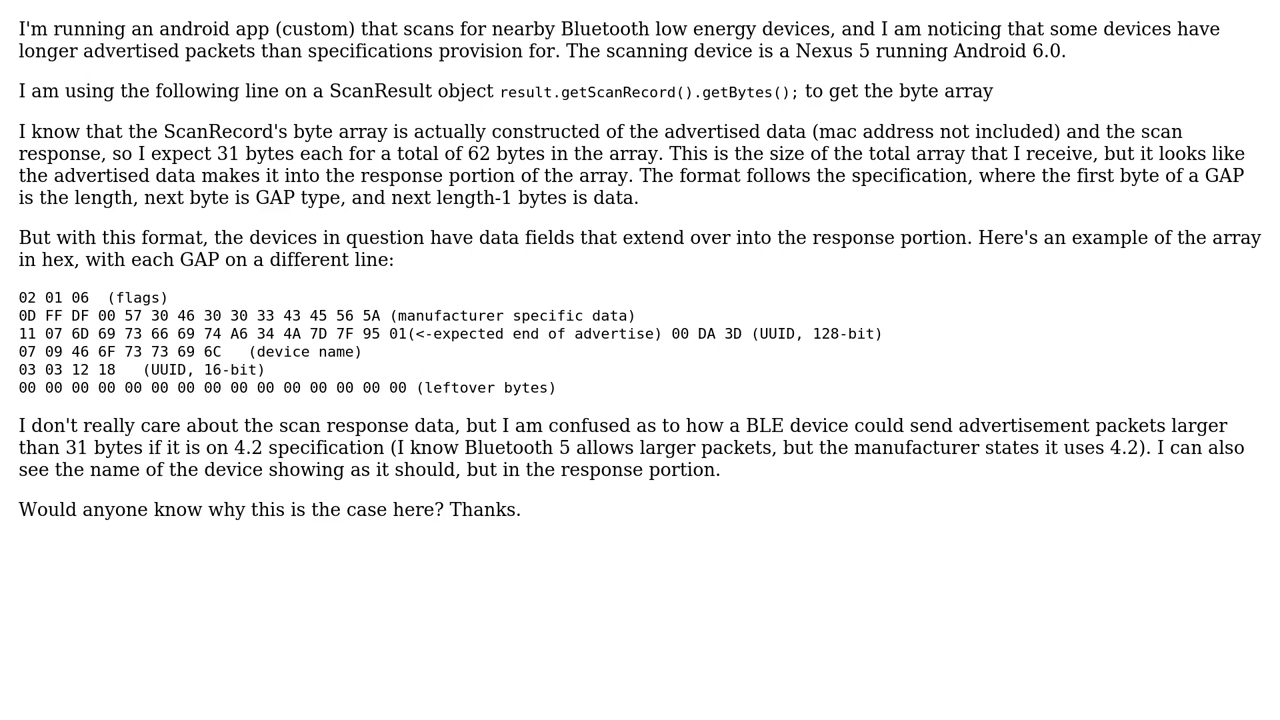 I'm running an android app (custom) that scans for nearby Bluetooth low energy devices, and I am noticing that some devices have
longer advertised packets than specifications provision for. The scanning device is a Nexus 5 running Android 6.0.
I am using the following line on a ScanResult object result.getScanRecord().getBytes(); to get the byte array
I know that the ScanRecord's byte array is actually constructed of the advertised data (mac address not included) and the scan
response, so I expect 31 bytes each for a total of 62 bytes in the array. This is the size of the total array that I receive, but it looks like
the advertised data makes it into the response portion of the array. The format follows the specification, where the first byte of a GAP
is the length, next byte is GAP type, and next length-1 bytes is data.
But with this format, the devices in question have data fields that extend over into the response portion. Here's an example of the array
in hex, with each GAP on a different line:
02 01 06  (flags)
0D FF DF 00 57 30 46 30 30 33 43 45 56 5A (manufacturer specific data)
11 07 6D 69 73 66 69 74 A6 34 4A 7D 7F 95 01(<-expected end of advertise) 00 DA 3D (UUID, 128-bit)
07 09 46 6F 73 73 69 6C   (device name)
03 03 12 18   (UUID, 16-bit)
00 00 00 00 00 00 00 00 00 00 00 00 00 00 00 (leftover bytes)
I don't really care about the scan response data, but I am confused as to how a BLE device could send advertisement packets larger
than 31 bytes if it is on 4.2 specification (I know Bluetooth 5 allows larger packets, but the manufacturer states it uses 4.2). I can also
see the name of the device showing as it should, but in the response portion.
Would anyone know why this is the case here? Thanks.